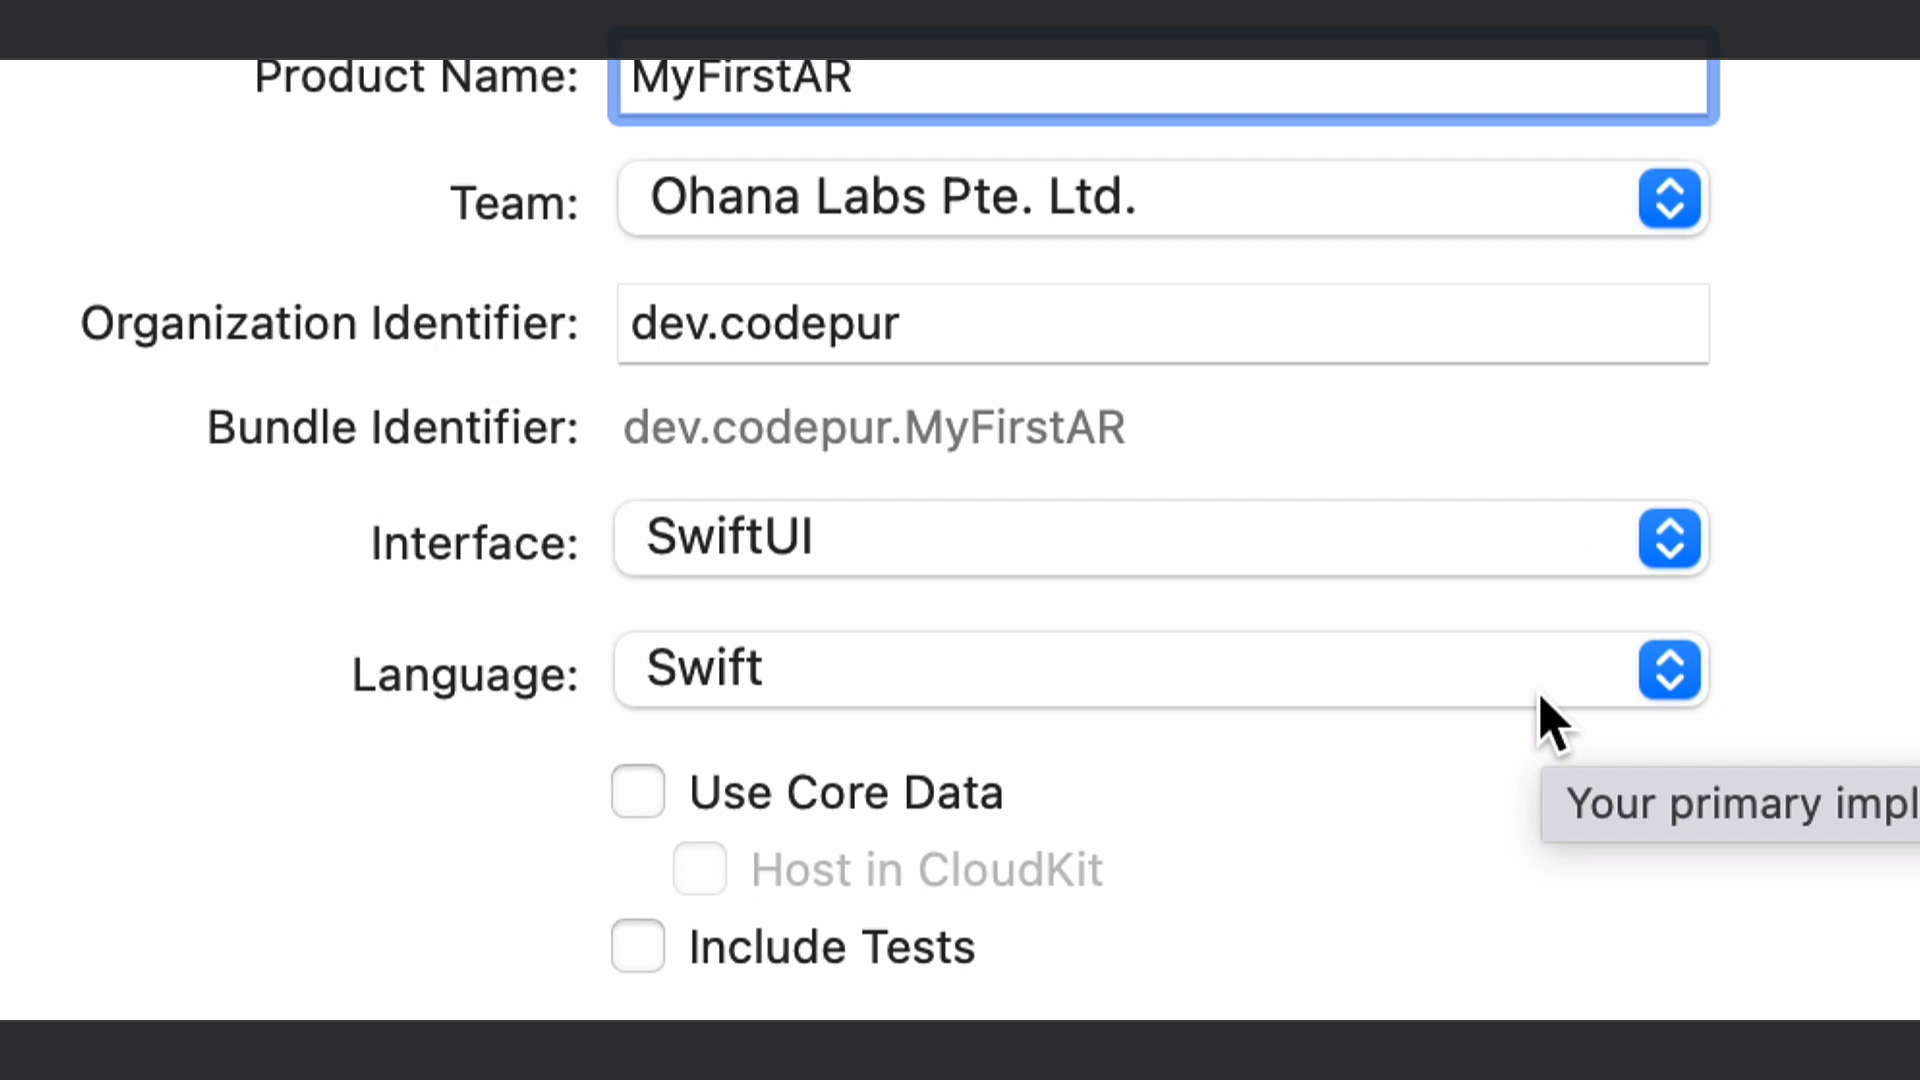 Product Name: MyFirstAR
Team: Ohana Labs Pte. Ltd.
Organization Identifier: dev.codepur
Bundle Identifier: dev.codepur.MyFirstAR
Interface: SwiftUI
Language: Swift
Use Core Data
Your primary impl
Host in CloudKit
Include Tests